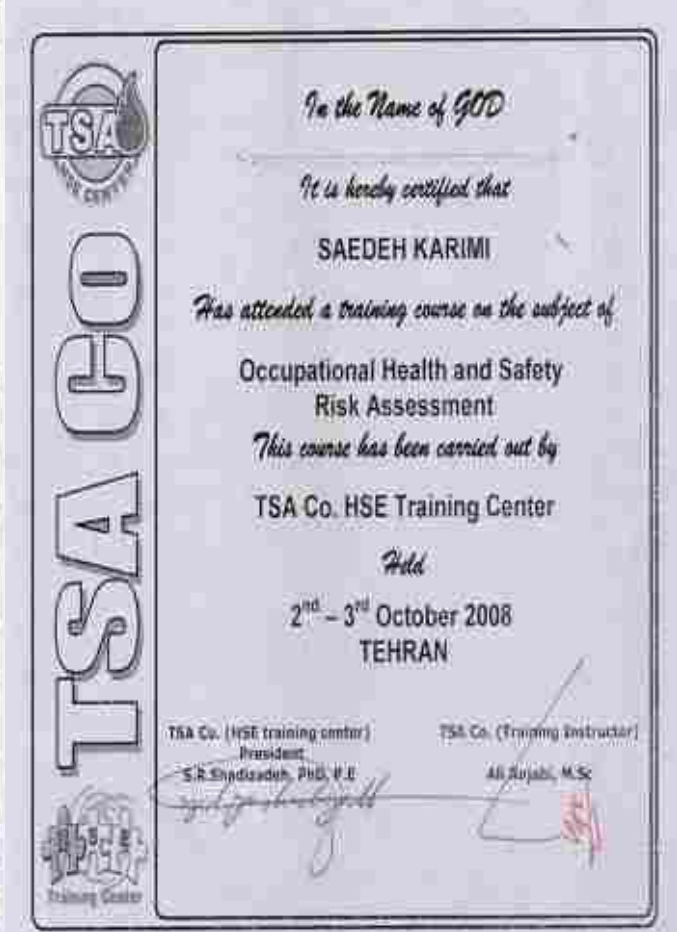 TSA
HSE CENTER
TSA CO
Training Center
In the Name of GOD
It is hereby certified that
SAEDEH KARIMI
Has attended a training course on the subject of
Occupational Health and Safety
Risk Assessment
This course has been carried out by
TSA Co. HSE Training Center
Held
2nd – 3rd October 2008
TEHRAN
TSA Co. (HSE training center)
President
S.R.Shadizadeh, PhD, P.E
TSA Co. (Training Instructor)
Ali Rajabi, M.Sc